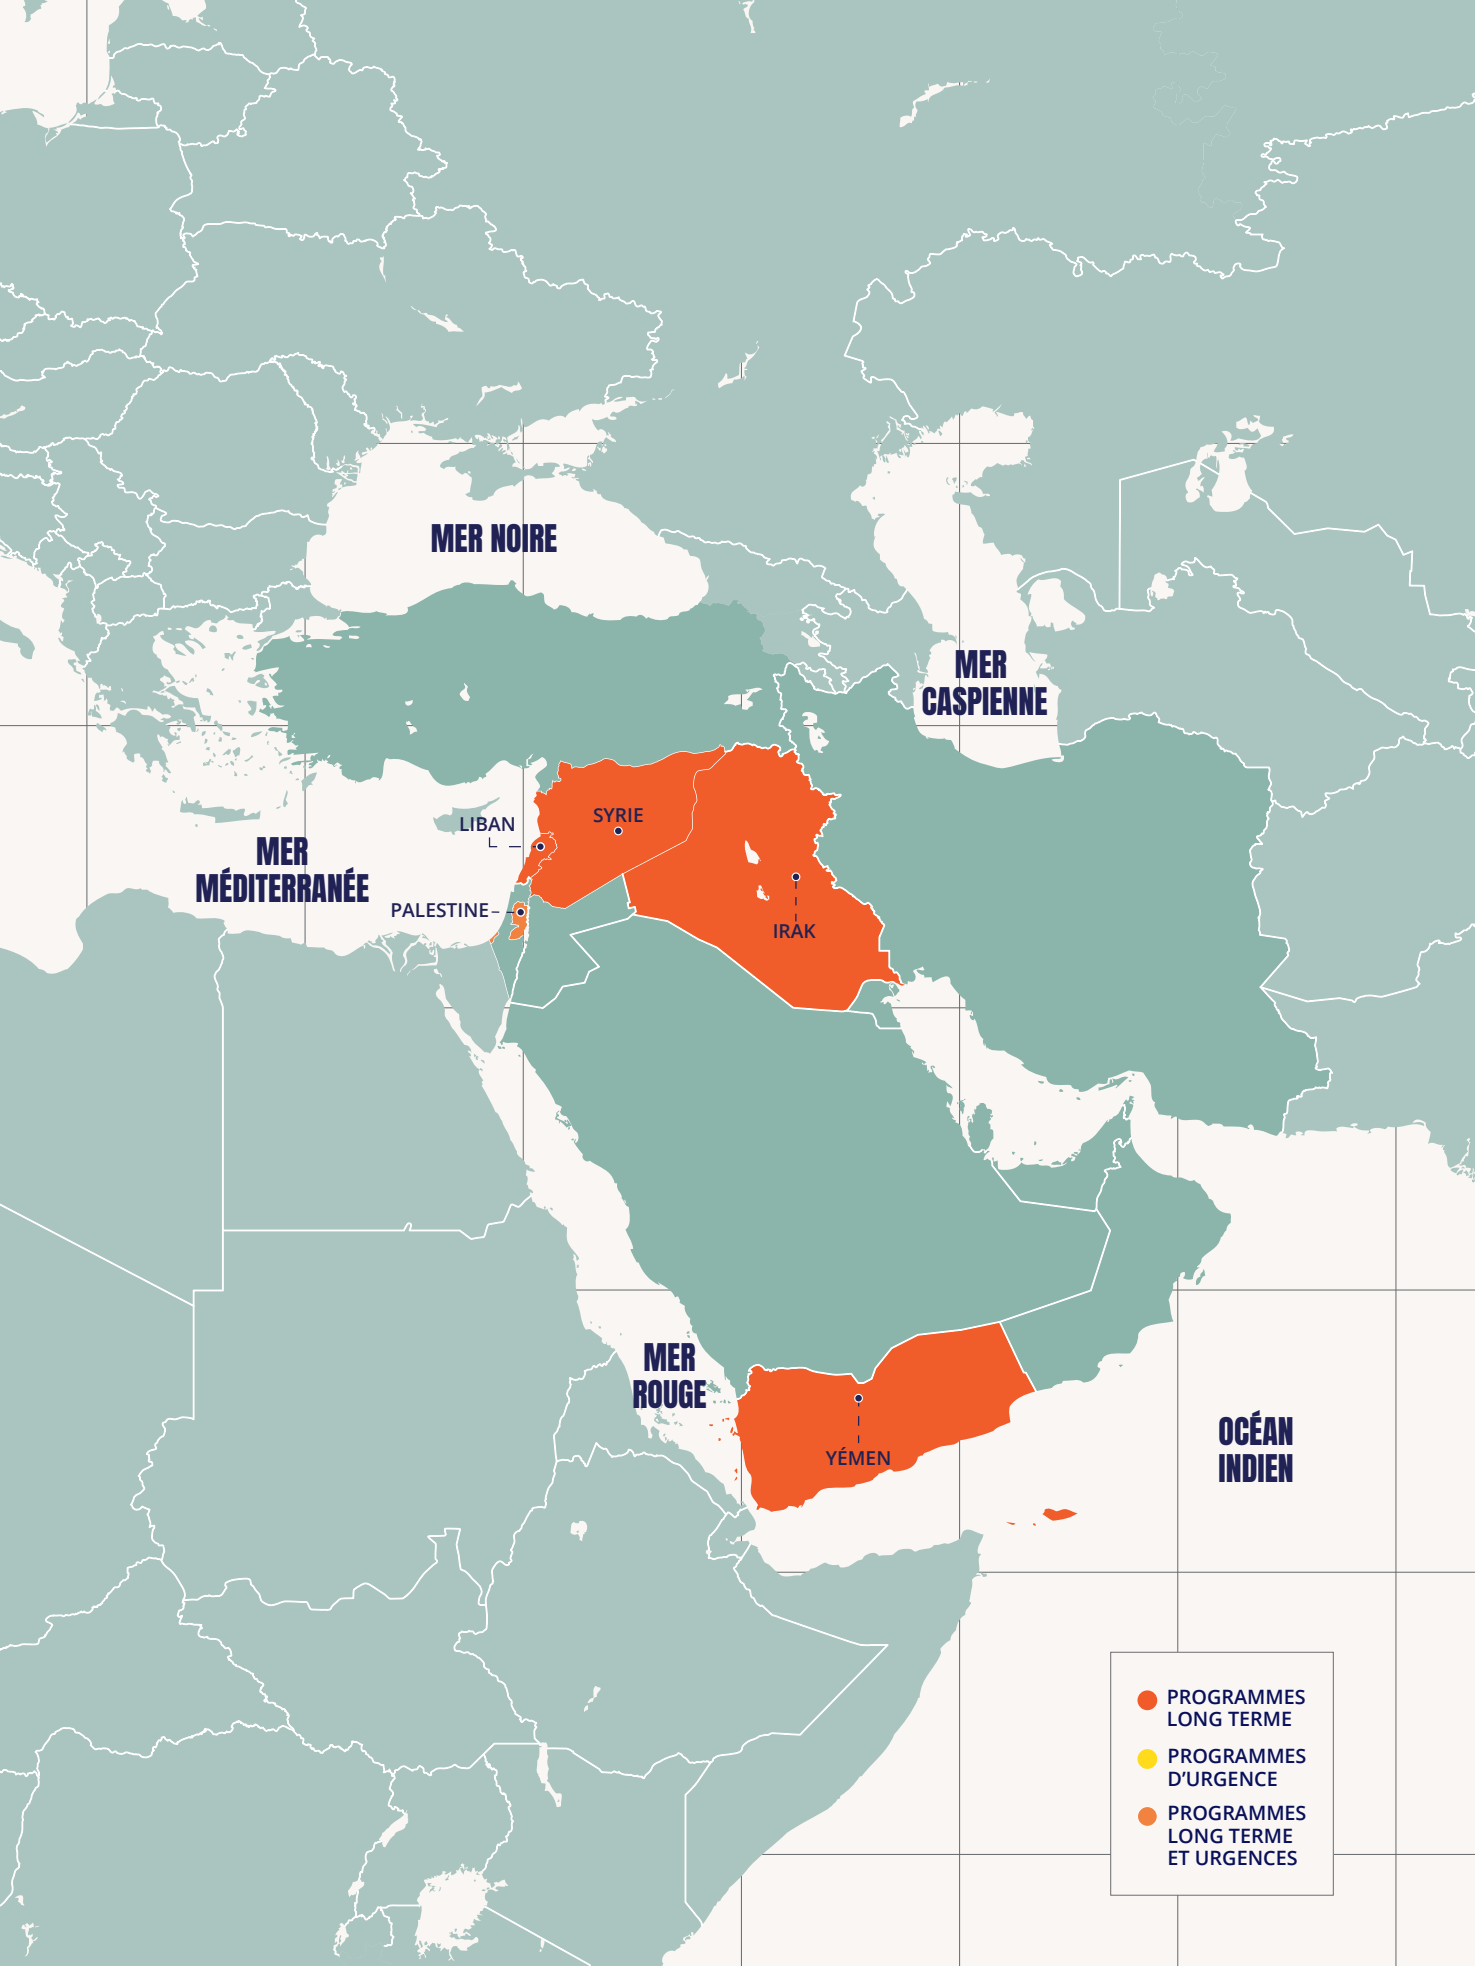 MER NOIRE
MER
CASPIENNE
SYRIE
LIBAN
MER
MÉDITERRANÉE
PALESTINE
IRAK
MER
ROUGE
YÉMEN
OCÉAN
INDIEN
PROGRAMMES
LONG TERME
PROGRAMMES
D'URGENCE
PROGRAMMES
LONG TERME
ET URGENCES